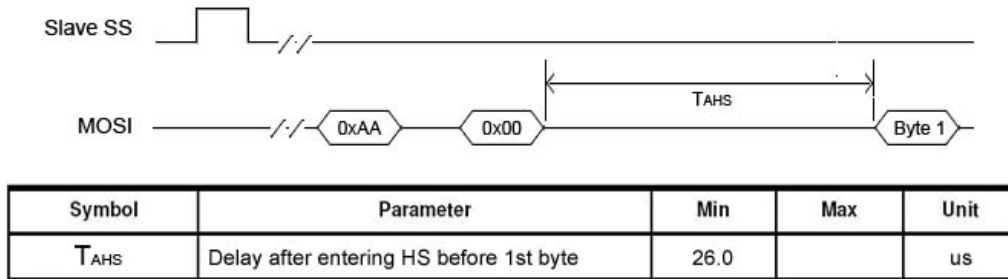 Slave SS
TAHS
MOSI
0xAA
0x00
Byte 1
Symbol Parameter Min Max Unit
TAHS Delay after entering HS before 1st byte 26.0 us